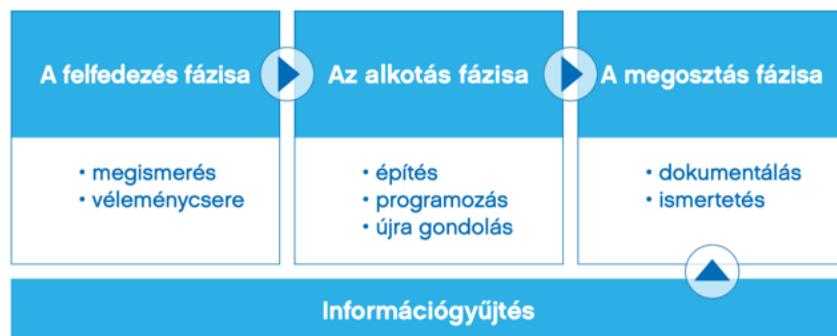 A felfedezés fázisa
• megismerés
• véleménycsere
Az alkotás fázisa
• építés
• programozás
• újra gondolás
A megosztás fázisa
• dokumentálás
• ismertetés
Információgyűjtés